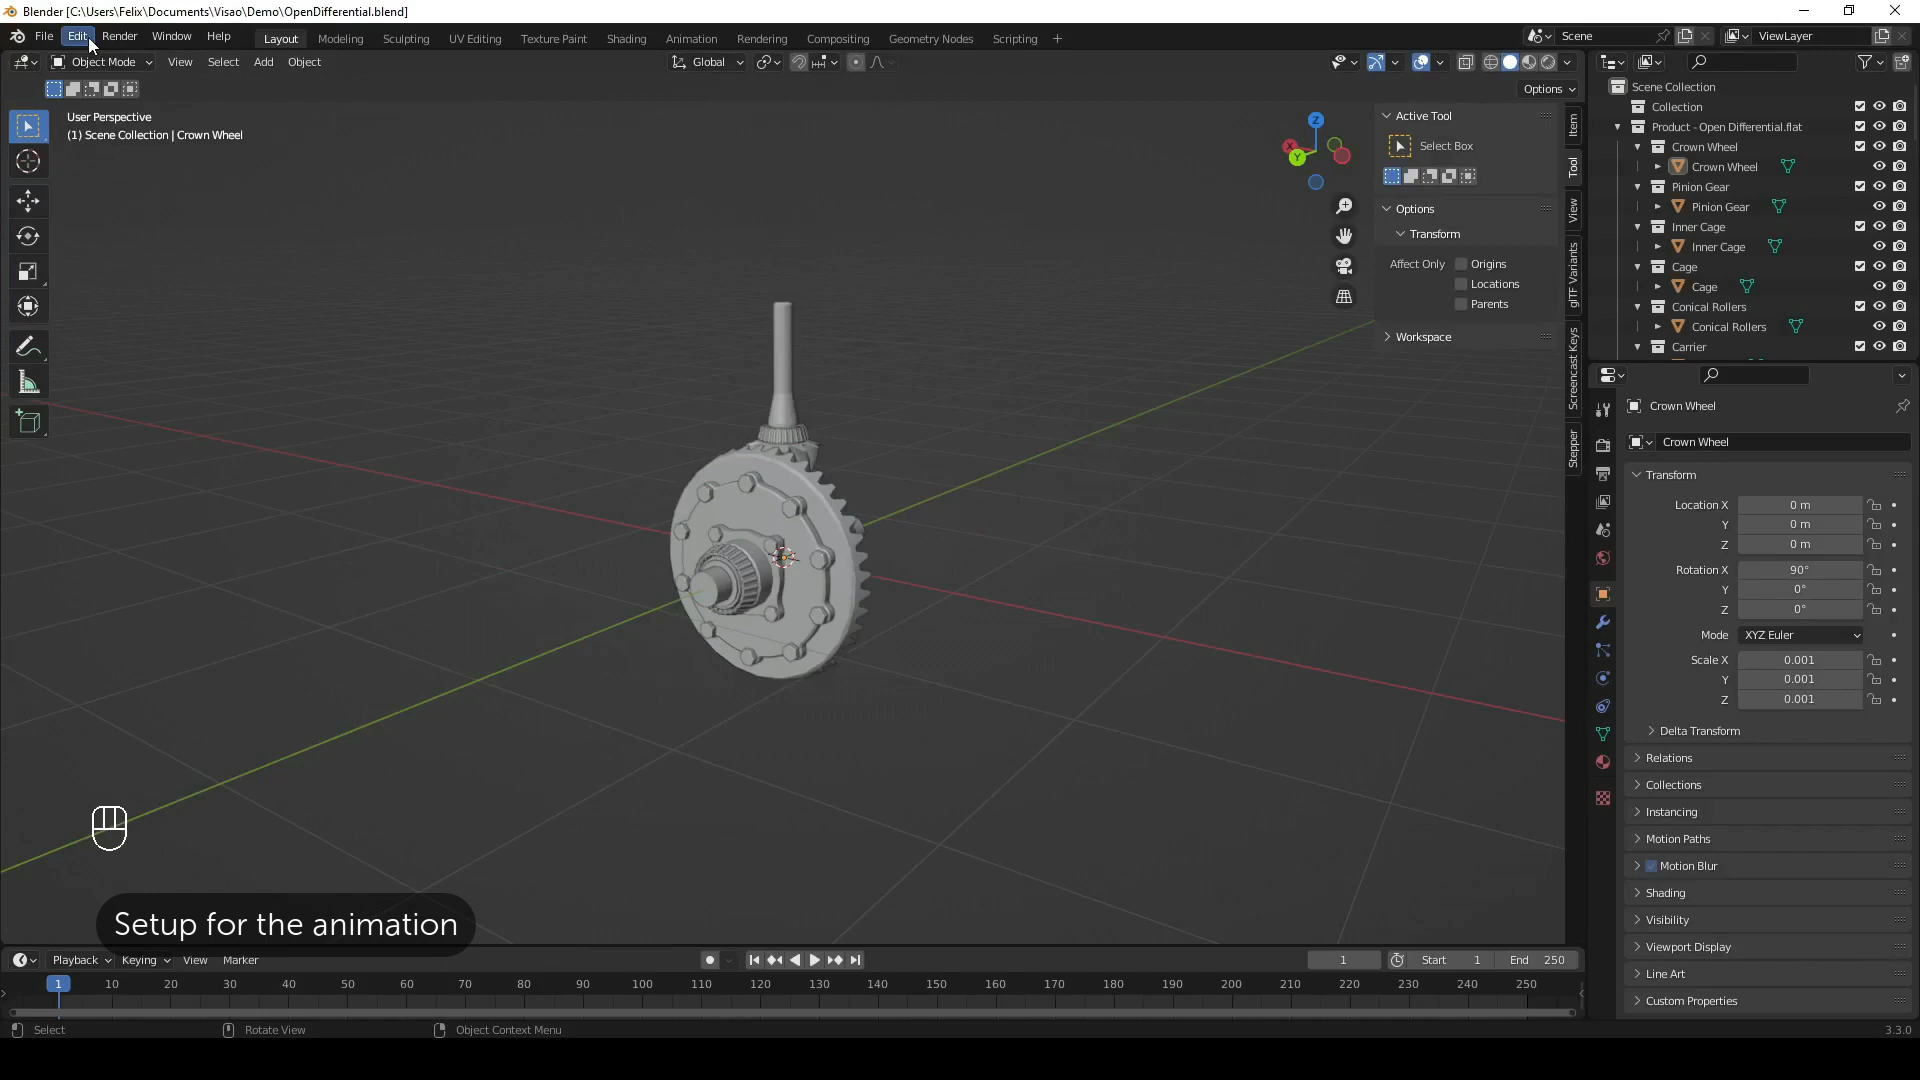 Blender [C:\Users\Felix\Documents\Visao\Demo\OpenDifferential.blend]
File Edit Render Window Help
Layout Modeling Sculpting UV Editing Texture Paint Shading Animation Rendering Compositing Geometry Nodes Scripting +
Scene
ViewLayer
Object Mode View Select Add Object
Global
Options
User Perspective
(1) Scene Collection | Crown Wheel
Z
X
Y
Active Tool
Select Box
Options
Transform
Affect Only Origins
Locations
Parents
Workspace
Item
Tool
View
glTF Variants
Screencast Keys
Stepper
Scene Collection
Collection
Product - Open Differential.flat
Crown Wheel
Crown Wheel
Pinion Gear
Pinion Gear
Inner Cage
Inner Cage
Cage
Cage
Conical Rollers
Conical Rollers
Carrier
Crown Wheel
Crown Wheel
Transform
Location X 0 m
Y 0 m
Z 0 m
Rotation X 90°
Y 0°
Z 0°
Mode XYZ Euler
Scale X 0.001
Y 0.001
Z 0.001
Delta Transform
Relations
Collections
Instancing
Motion Paths
Motion Blur
Shading
Visibility
Viewport Display
Line Art
Custom Properties
Setup for the animation
Playback Keying View Marker
1 Start 1 End 250
1 10 20 30 40 50 60 70 80 90 100 110 120 130 140 150 160 170 180 190 200 210 220 230 240 250
Select Rotate View Object Context Menu
3.3.0